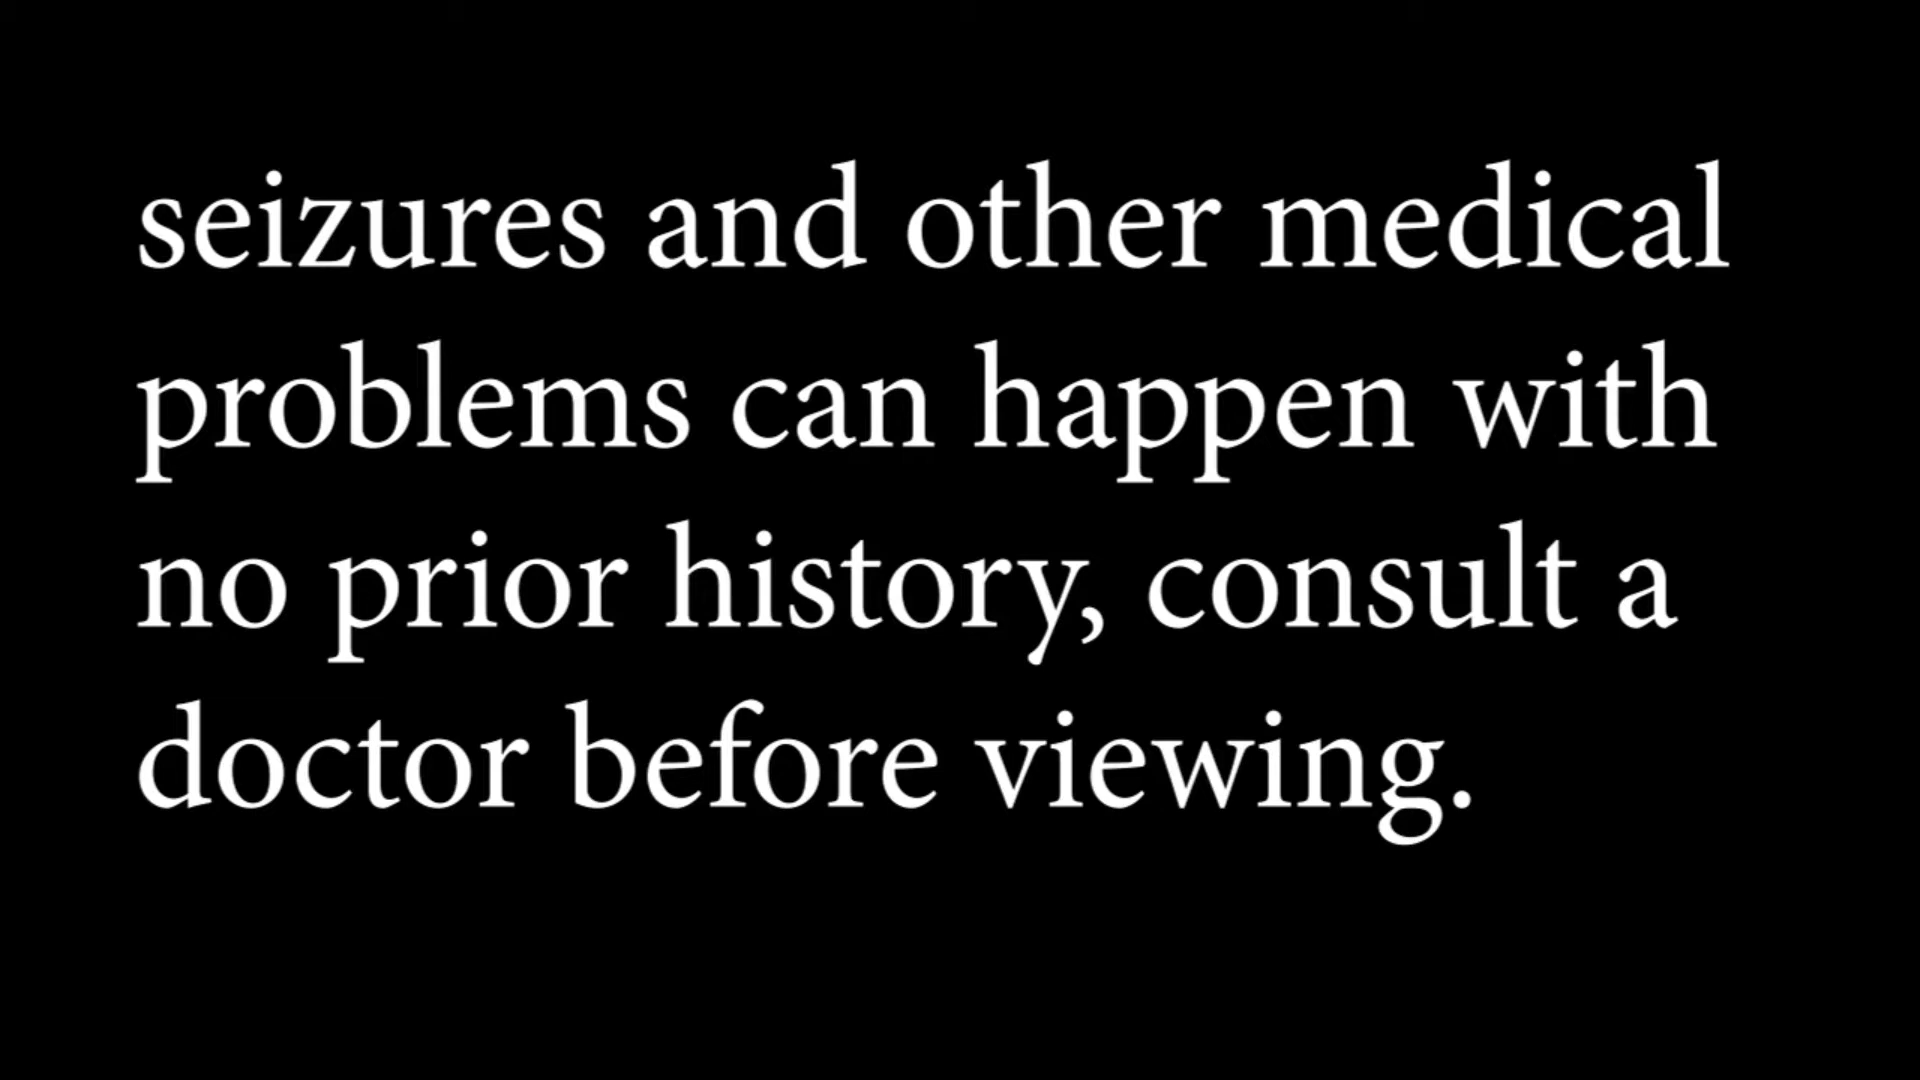 seizures and other medical
problems can happen with
no prior history, consult a
doctor before viewing.